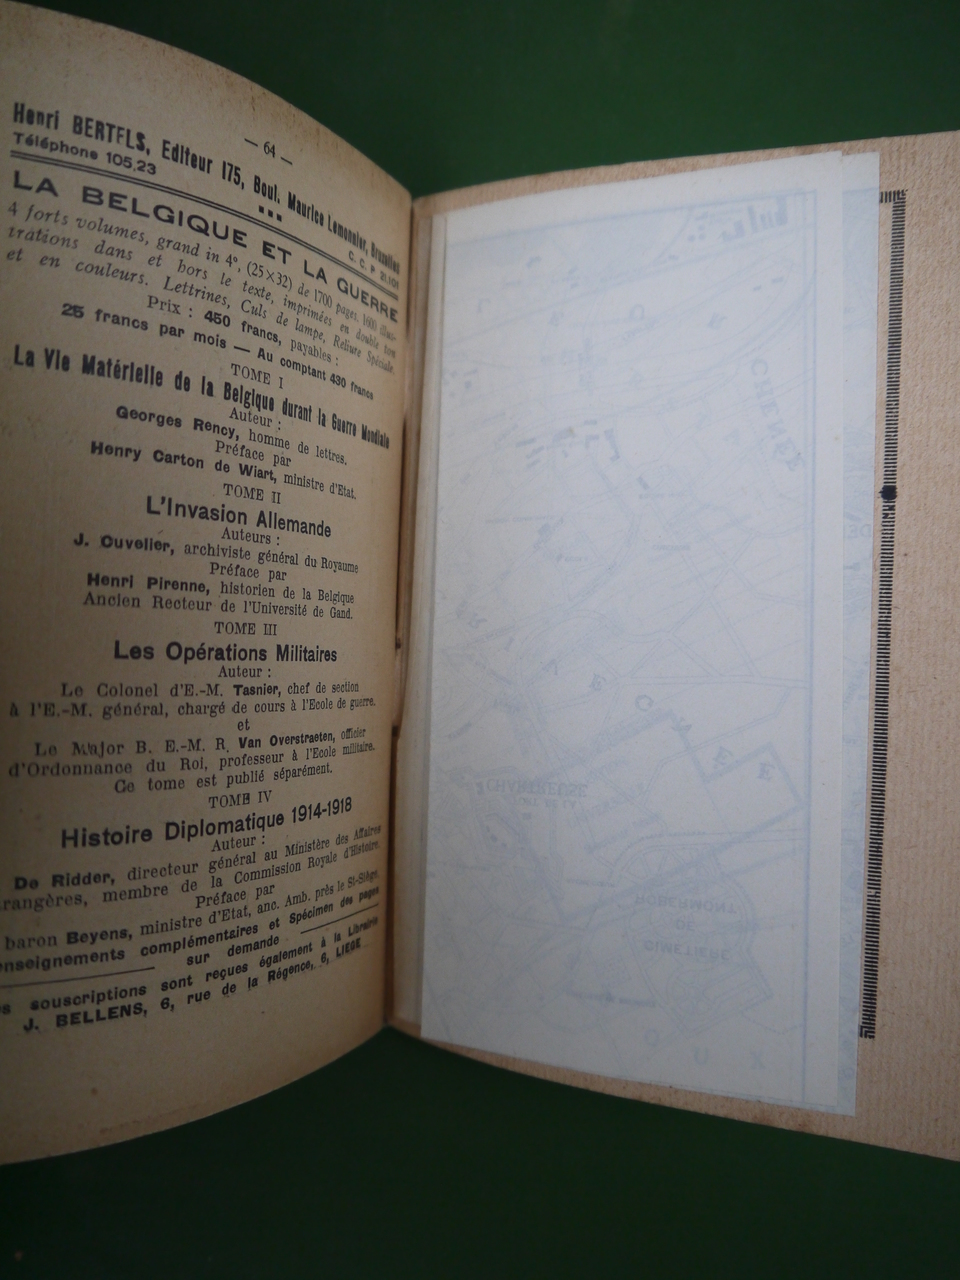 — 64 —
Henri BERTELS, Editeur 175, Boul. Maurice Lemonnier, Bruxelles
Téléphone 105,23
C. C. P. 21.101
LA BELGIQUE ET LA GUERRE
4 forts volumes, grand in 4°, (25×32) de 1700 pages, 1600 illus-
trations dans et hors le texte, imprimées en double ton
et en couleurs. Lettrines, Culs de lampe, Reliure Spéciale.
Prix : 450 francs, payables :
25 francs par mois — Au comptant 430 francs
TOME I
La Vie Matérielle de la Belgique durant la Guerre Mondiale
Auteur :
Georges Rency, homme de lettres.
Préface par
Henry Carton de Wiart, ministre d'Etat.
TOME II
L'Invasion Allemande
Auteurs :
J. Cuvelier, archiviste général du Royaume
Préface par
Henri Pirenne, historien de la Belgique
Ancien Recteur de l'Université de Gand.
TOME III
Les Opérations Militaires
Auteur :
Le Colonel d'E.-M. Tasnier, chef de section
à l'E.-M. général, chargé de cours à l'Ecole de guerre.
et
Le Major B. E.-M. R. Van Overstraeten, officier
d'Ordonnance du Roi, professeur à l'Ecole militaire.
Ce tome est publié séparément.
TOME IV
Histoire Diplomatique 1914-1918
Auteur :
De Ridder, directeur général au Ministère des Affaires
rangères, membre de la Commission Royale d'Histoire.
Préface par
baron Beyens, ministre d'Etat, anc. Amb. près le St-Siège.
enseignements complémentaires et Spécimen des pages
sur demande
s souscriptions sont reçues également à la Librairie
J. BELLENS, 6, rue de la Régence, 6, LIEGE
CHENEE
GRIVEGNEE
CHARTREUSE
ROBERMONT
DE
CIMETIERE